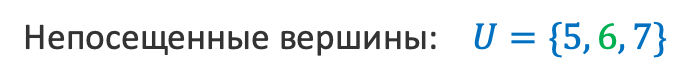 Непосещенные вершины: U = {5, 6, 7}